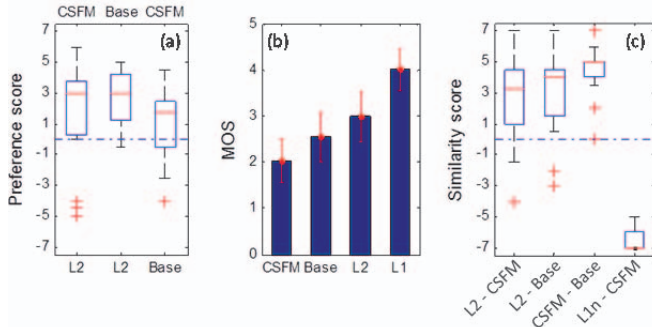 CSFM Base CSFM
(a)
Preference score
7
5
3
1
-1
-3
-5
-7
L2 L2 Base
(b)
MOS
5
4
3
2
1
0
CSFM Base L2 L1
(c)
Similarity score
7
5
3
1
-1
-3
-5
-7
L2 - CSFM
L2 - Base
CSFM - Base
L1n - CSFM